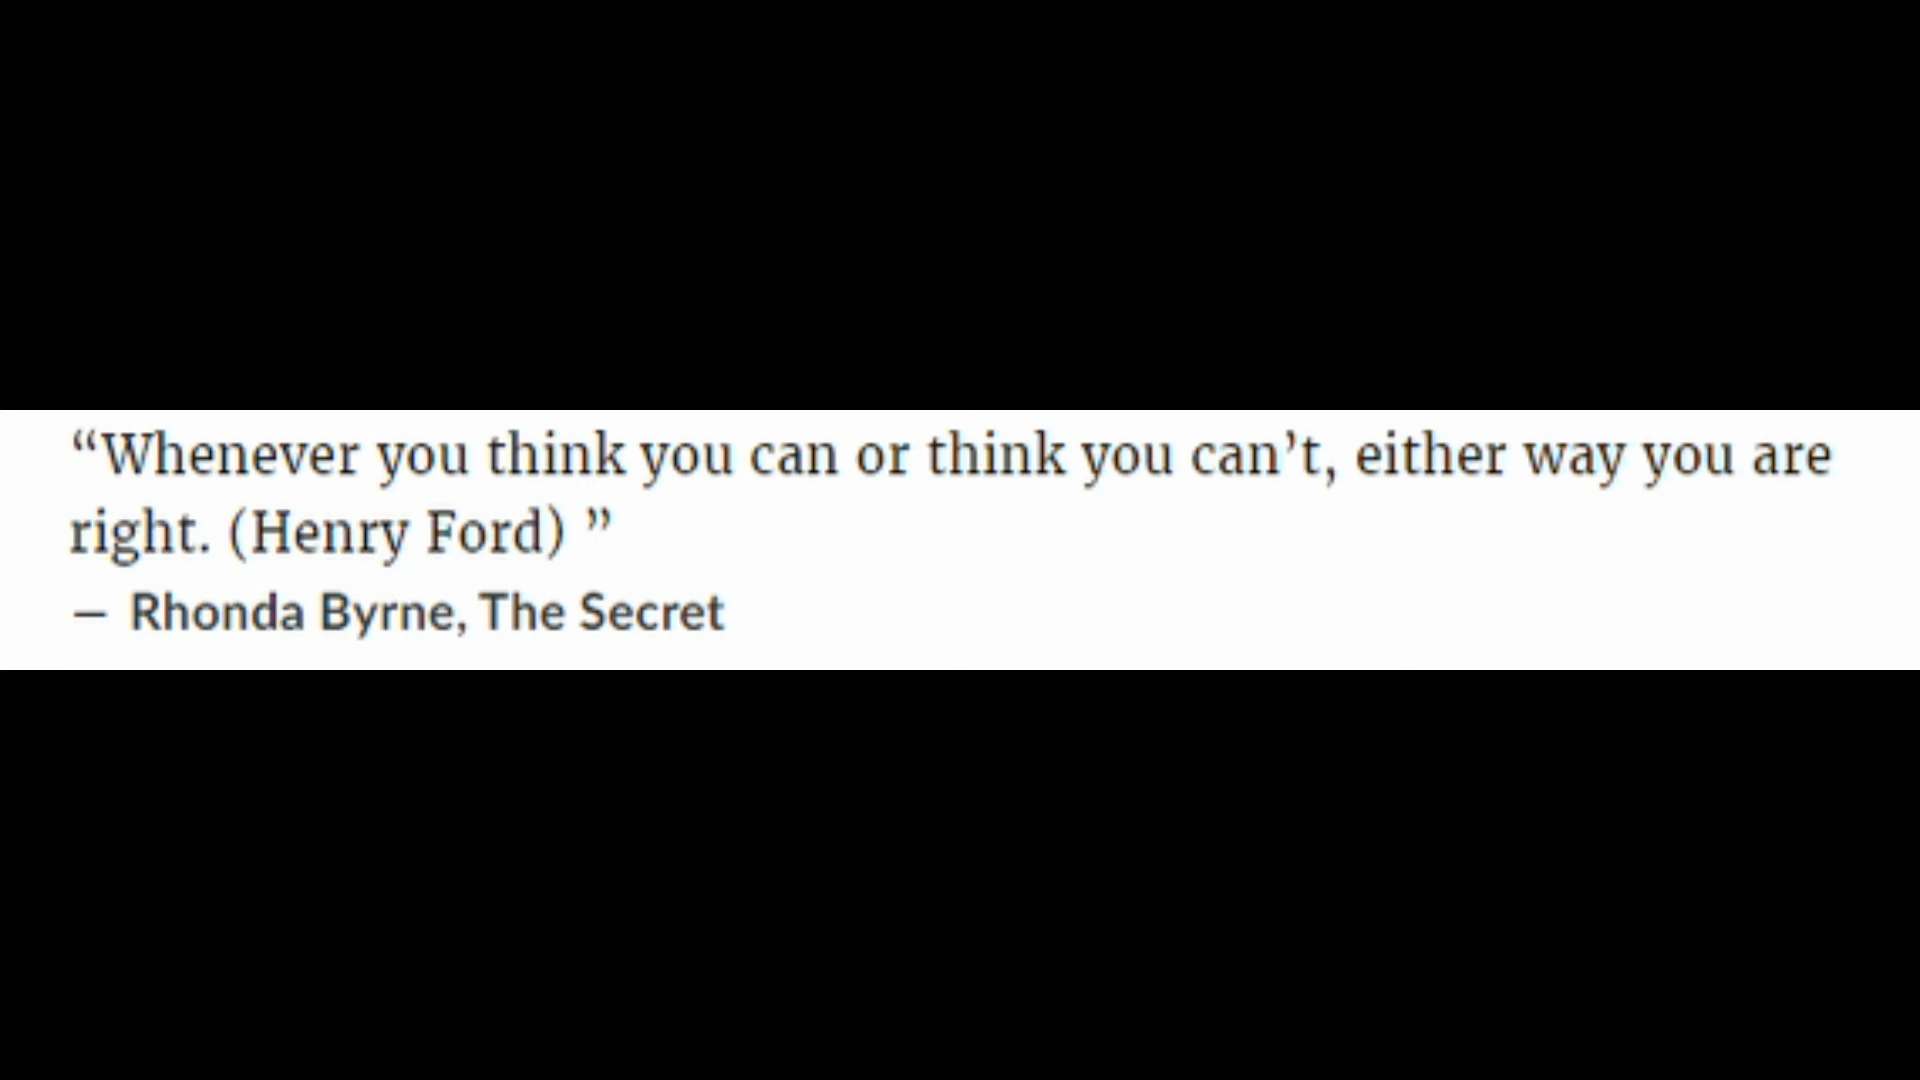 “Whenever you think you can or think you can’t, either way you are
right. (Henry Ford) ”
— Rhonda Byrne, The Secret